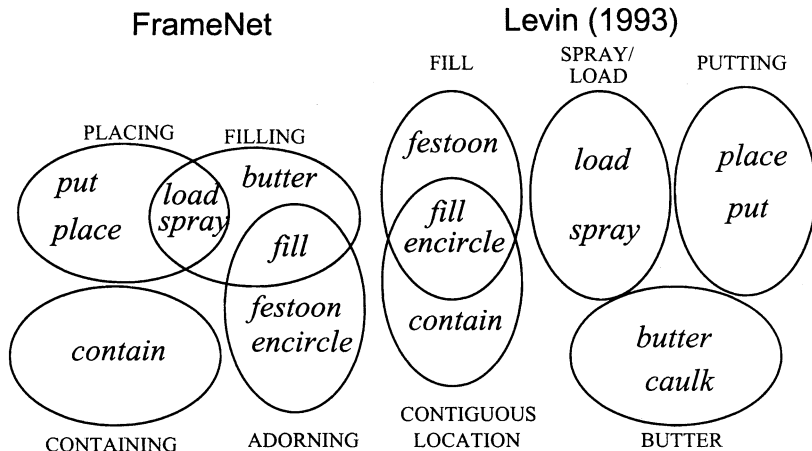 FrameNet
PLACING
FILLING
put
place
load
spray
butter
fill
festoon
encircle
contain
CONTAINING
ADORNING
Levin (1993)
FILL
SPRAY/
LOAD
PUTTING
festoon
fill
encircle
contain
load
spray
place
put
butter
caulk
CONTIGUOUS
LOCATION
BUTTER